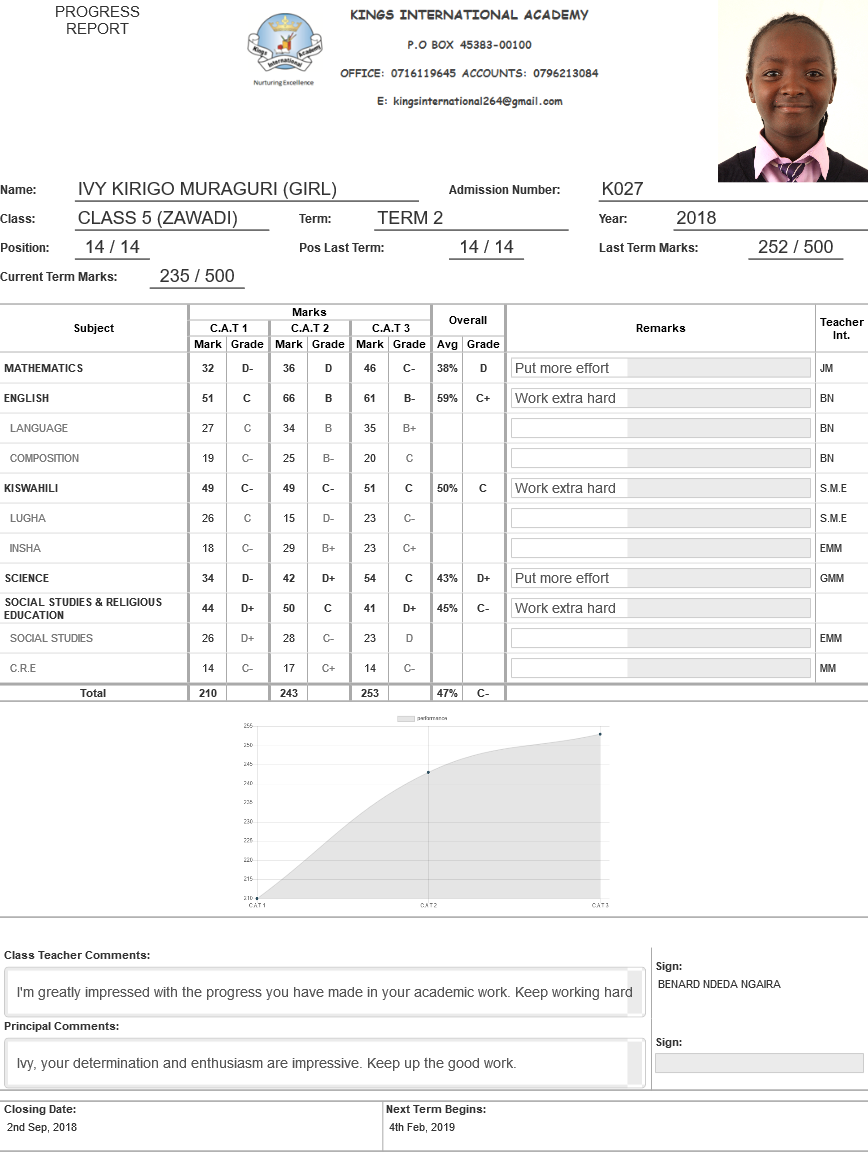 PROGRESS
REPORT
KINGS INTERNATIONAL ACADEMY
P.O BOX 45383-00100
OFFICE: 0716119645 ACCOUNTS: 0796213084
E: kingsinternational264@gmail.com
Kings International Academy
Nurturing Excellence
Name: IVY KIRIGO MURAGURI (GIRL) Admission Number: K027
Class: CLASS 5 (ZAWADI) Term: TERM 2 Year: 2018
Position: 14 / 14 Pos Last Term: 14 / 14 Last Term Marks: 252 / 500
Current Term Marks: 235 / 500
Subject Marks Overall Remarks Teacher Int.
C.A.T 1 C.A.T 2 C.A.T 3
Mark Grade Mark Grade Mark Grade Avg Grade
MATHEMATICS 32 D- 36 D 46 C- 38% D Put more effort JM
ENGLISH 51 C 66 B 61 B- 59% C+ Work extra hard BN
LANGUAGE 27 C 34 B 35 B+ BN
COMPOSITION 19 C- 25 B- 20 C BN
KISWAHILI 49 C- 49 C- 51 C 50% C Work extra hard S.M.E
LUGHA 26 C 15 D- 23 C- S.M.E
INSHA 18 C- 29 B+ 23 C+ EMM
SCIENCE 34 D- 42 D+ 54 C 43% D+ Put more effort GMM
SOCIAL STUDIES & RELIGIOUS EDUCATION 44 D+ 50 C 41 D+ 45% C- Work extra hard
SOCIAL STUDIES 26 D+ 28 C- 23 D EMM
C.R.E 14 C- 17 C+ 14 C- MM
Total 210 243 253 47% C-
performance
255
250
245
240
235
230
225
220
215
210
CAT1 CAT2 CAT3
Class Teacher Comments:
I'm greatly impressed with the progress you have made in your academic work. Keep working hard
Sign:
BENARD NDEDA NGAIRA
Principal Comments:
Ivy, your determination and enthusiasm are impressive. Keep up the good work.
Sign:
Closing Date: Next Term Begins:
2nd Sep, 2018 4th Feb, 2019